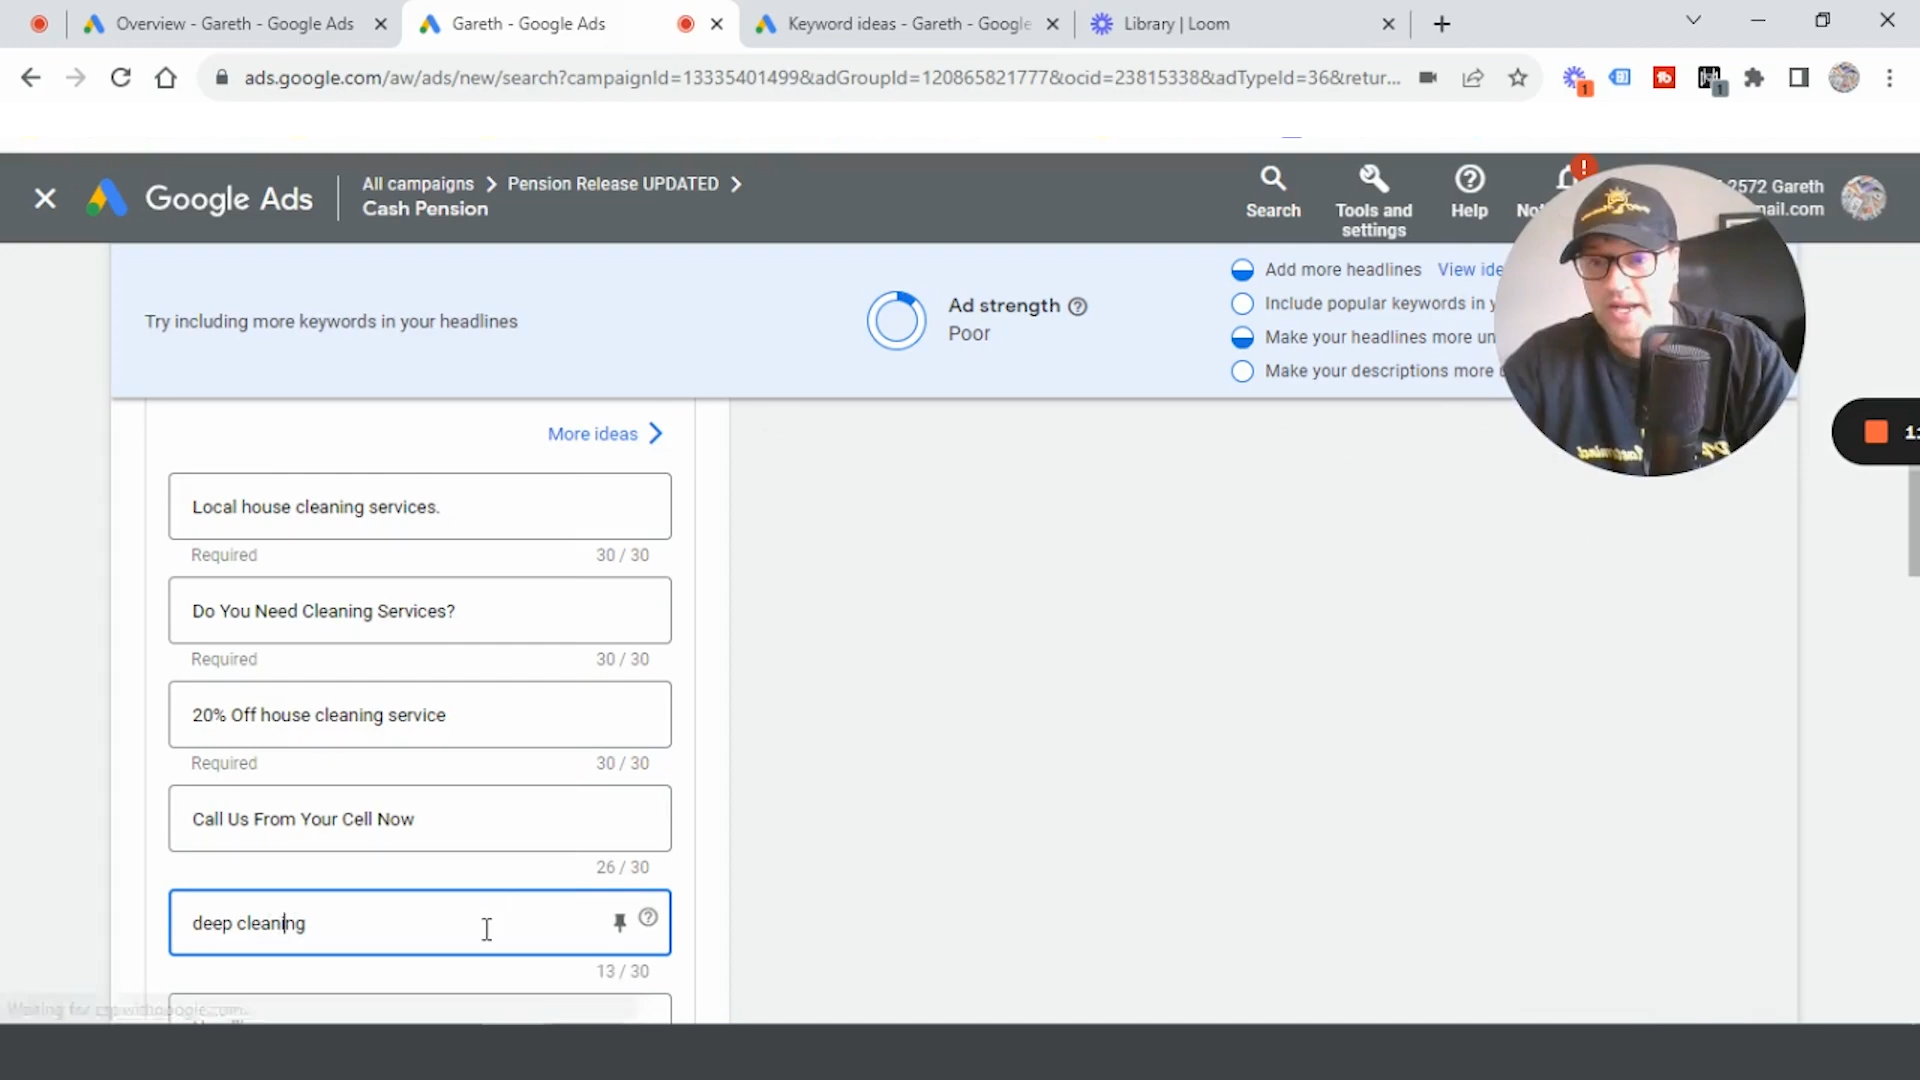 Overview - Gareth - Google Ads
Gareth - Google Ads
Keyword ideas - Gareth - Google
Library | Loom
ads.google.com/aw/ads/new/search?campaignId=13335401499&adGroupId=120865821777&ocid=23815338&adTypeId=36&retur...
1
1
Google Ads
All campaigns > Pension Release UPDATED >
Cash Pension
Search
Tools and settings
Help
2572 Gareth
ail.com
Try including more keywords in your headlines
Ad strength
Poor
Add more headlines View ide
Include popular keywords in y
Make your headlines more un
Make your descriptions more
More ideas
Local house cleaning services.
Required 30 / 30
Do You Need Cleaning Services?
Required 30 / 30
20% Off house cleaning service
Required 30 / 30
Call Us From Your Cell Now
26 / 30
deep cleaning
13 / 30